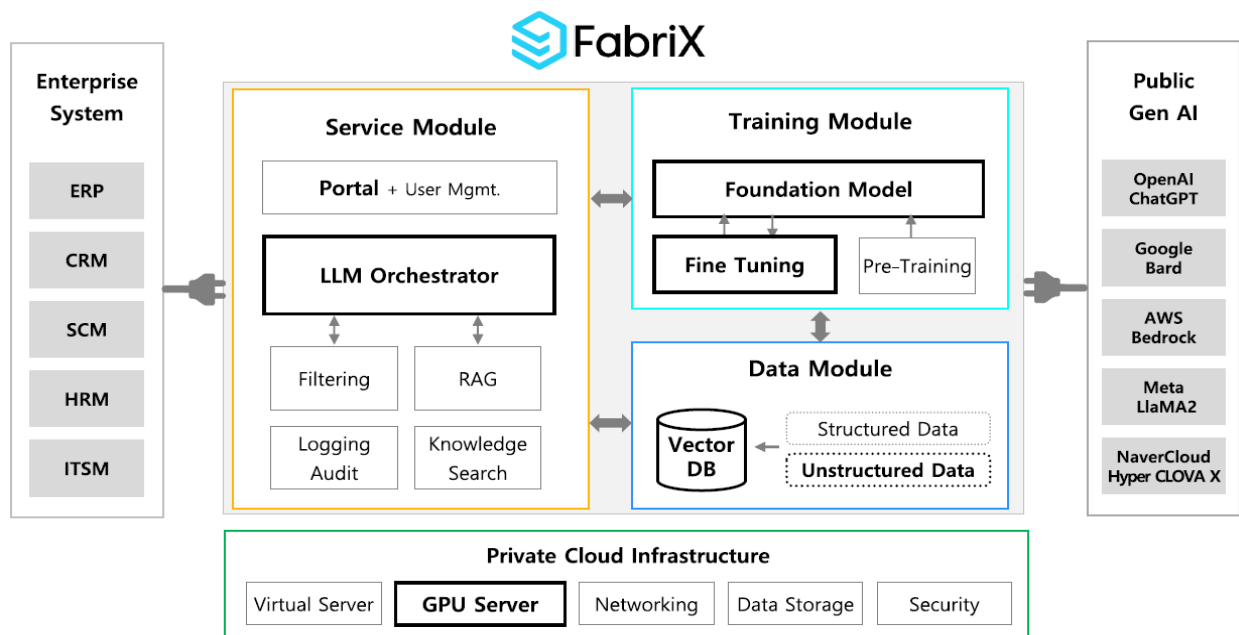 FabriX
Enterprise
System
ERP
CRM
SCM
HRM
ITSM
Service Module
Portal + User Mgmt.
LLM Orchestrator
Filtering
RAG
Logging
Audit
Knowledge
Search
Training Module
Foundation Model
Fine Tuning
Pre-Training
Data Module
Vector
DB
Structured Data
Unstructured Data
Public
Gen AI
OpenAI
ChatGPT
Google
Bard
AWS
Bedrock
Meta
LlaMA2
NaverCloud
Hyper CLOVA X
Private Cloud Infrastructure
Virtual Server
GPU Server
Networking
Data Storage
Security